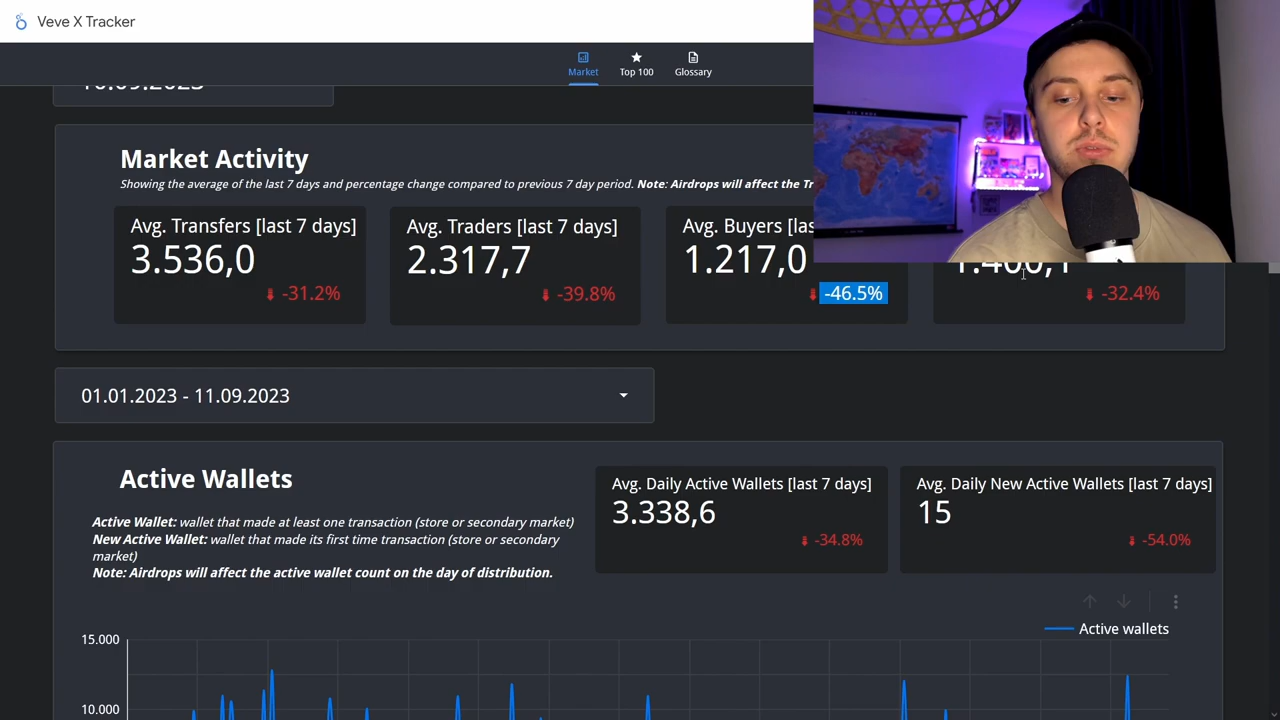 Veve X Tracker
Market
Top 100
Glossary
Market Activity
Showing the average of the last 7 days and percentage change compared to previous 7 day period. Note: Airdrops will affect the Tr
Avg. Transfers [last 7 days]
3.536,0
-31.2%
Avg. Traders [last 7 days]
2.317,7
-39.8%
Avg. Buyers [las
1.217,0
-46.5%
-32.4%
01.01.2023 - 11.09.2023
Active Wallets
Active Wallet: wallet that made at least one transaction (store or secondary market)
New Active Wallet: wallet that made its first time transaction (store or secondary
market)
Note: Airdrops will affect the active wallet count on the day of distribution.
Avg. Daily Active Wallets [last 7 days]
3.338,6
-34.8%
Avg. Daily New Active Wallets [last 7 days]
15
-54.0%
Active wallets
15.000
10.000